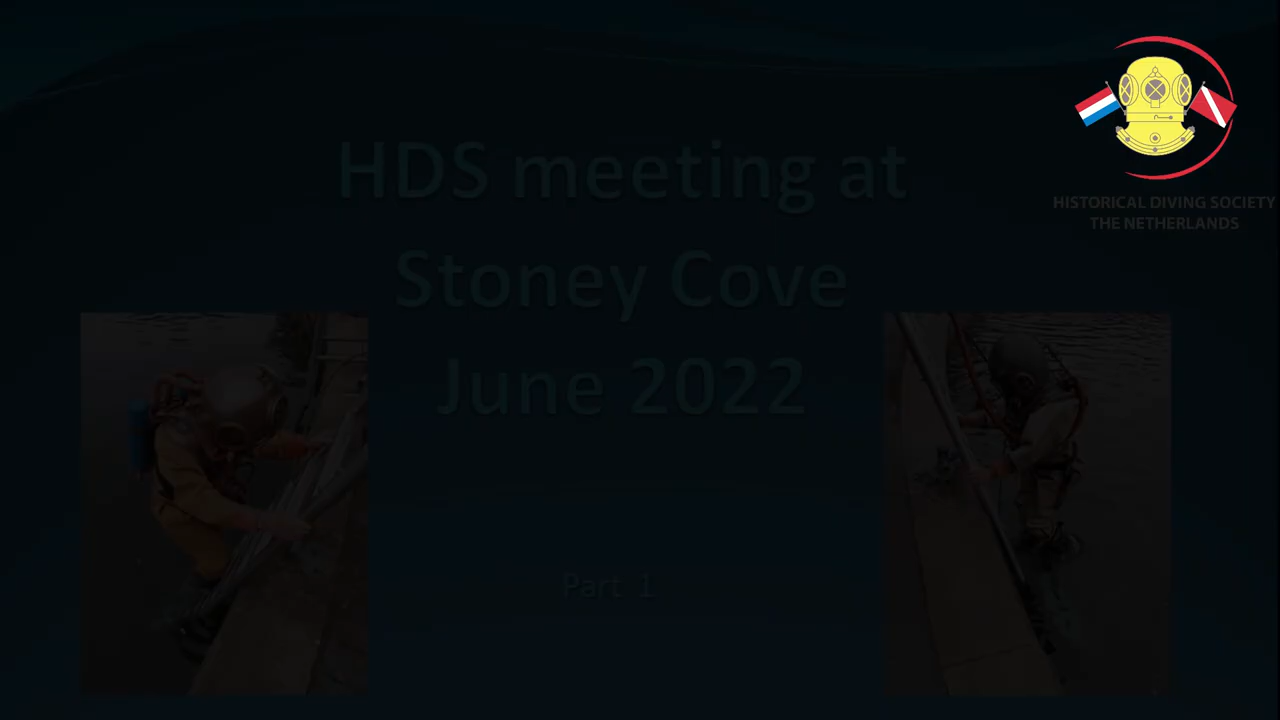 HDS meeting at
Stoney Cove
June 2022
Part 1
HISTORICAL DIVING SOCIETY
THE NETHERLANDS